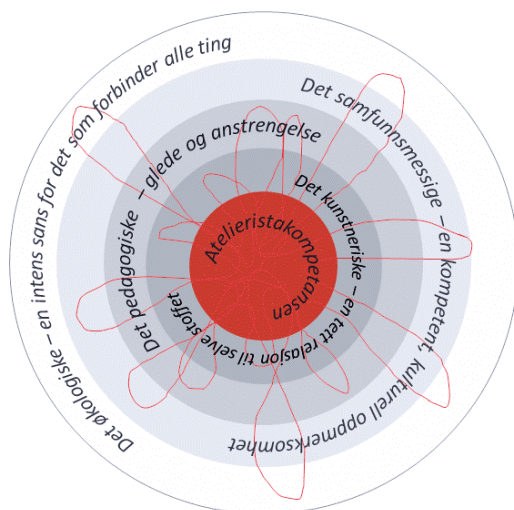 Atelieristakompetansen
Det kunstneriske – en tett relasjon til selve stoffet
Det pedagogiske – glede og anstrengelse
Det samfunnsmessige – en kompetent, kulturell oppmerksomhet
Det økologiske – en intens sans for det som forbinder alle ting